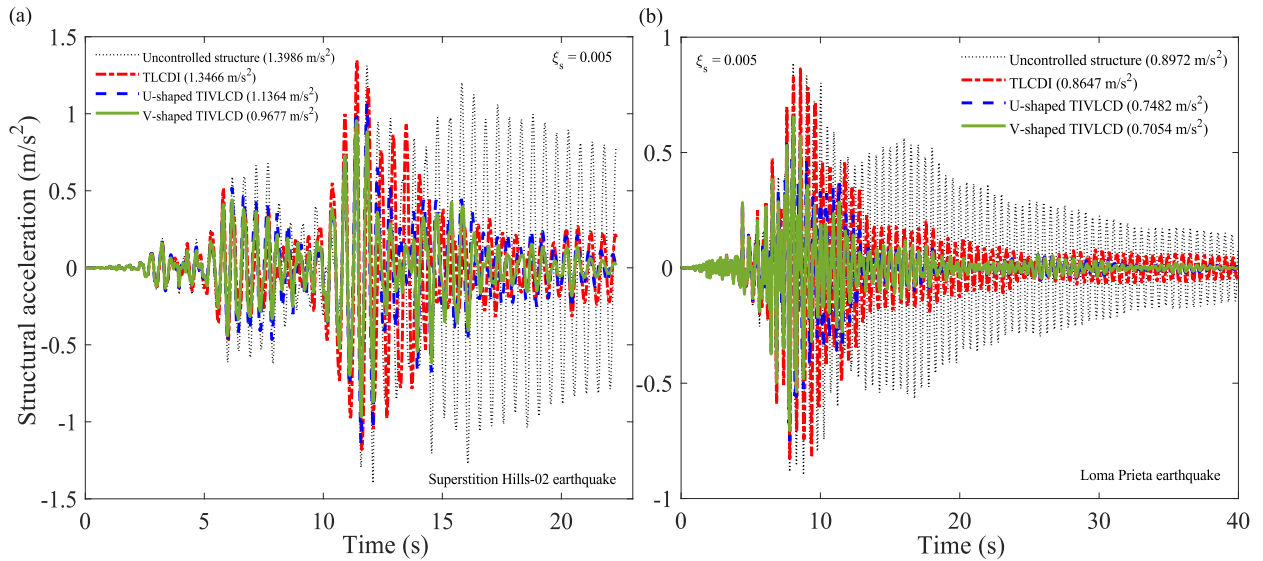 (a)
1.5
1
0.5
0
-0.5
-1
-1.5
Structural acceleration (m/s²)
Uncontrolled structure (1.3986 m/s²)
TLCDI (1.3466 m/s²)
U-shaped TIVLCD (1.1364 m/s²)
V-shaped TIVLCD (0.9677 m/s²)
ξs = 0.005
Superstition Hills-02 earthquake
0 5 10 15 20
Time (s)
(b)
1
0.5
0
-0.5
-1
ξs = 0.005
Uncontrolled structure (0.8972 m/s²)
TLCDI (0.8647 m/s²)
U-shaped TIVLCD (0.7482 m/s²)
V-shaped TIVLCD (0.7054 m/s²)
Loma Prieta earthquake
0 10 20 30 40
Time (s)